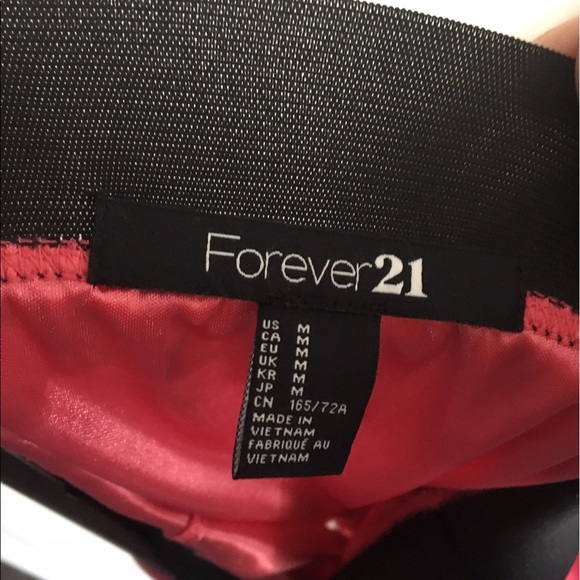 Forever21
US M
CA M
EU M
UK M
KR M
JP M
CN 165/72A
MADE IN
VIETNAM
FABRIQUÉ AU
VIETNAM